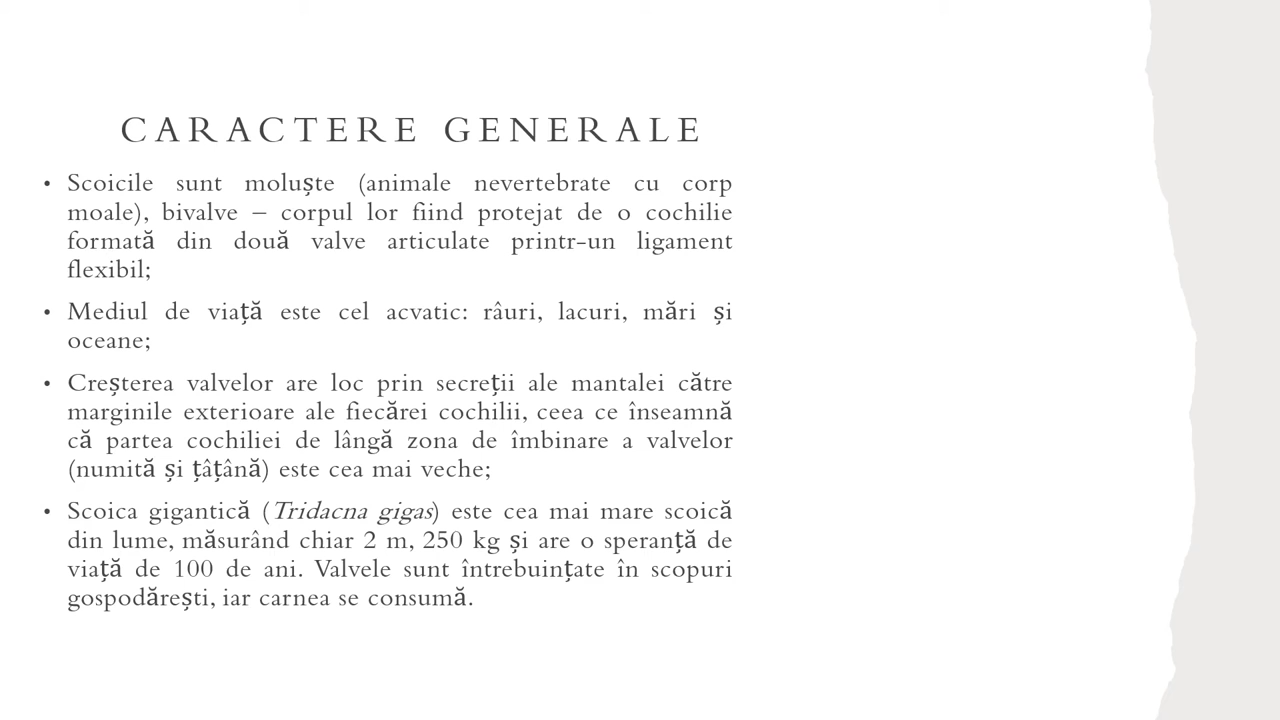 CARACTERE GENERALE
• Scoicile sunt moluște (animale nevertebrate cu corp
moale), bivalve – corpul lor fiind protejat de o cochilie
formată din două valve articulate printr-un ligament
flexibil;
• Mediul de viață este cel acvatic: râuri, lacuri, mări și
oceane;
• Creșterea valvelor are loc prin secreții ale mantalei către
marginile exterioare ale fiecărei cochilii, ceea ce înseamnă
că partea cochiliei de lângă zona de îmbinare a valvelor
(numită și țâțână) este cea mai veche;
• Scoica gigantică (Tridacna gigas) este cea mai mare scoică
din lume, măsurând chiar 2 m, 250 kg și are o speranță de
viață de 100 de ani. Valvele sunt întrebuințate în scopuri
gospodărești, iar carnea se consumă.